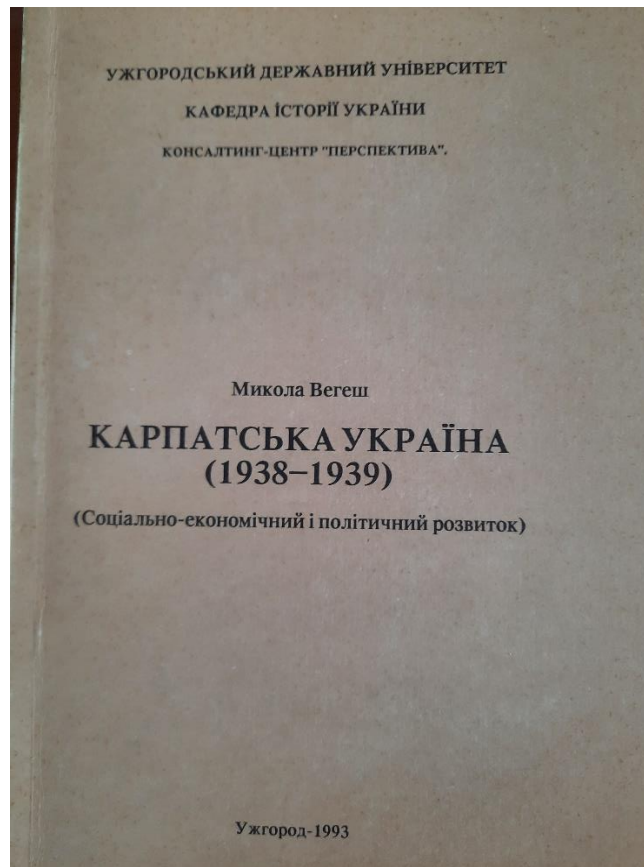 УЖГОРОДСЬКИЙ ДЕРЖАВНИЙ УНІВЕРСИТЕТ
КАФЕДРА ІСТОРІЇ УКРАЇНИ
КОНСАЛТИНГ-ЦЕНТР "ПЕРСПЕКТИВА".
Микола Вегеш
КАРПАТСЬКА УКРАЇНА
(1938–1939)
(Соціально-економічний і політичний розвиток)
Ужгород-1993